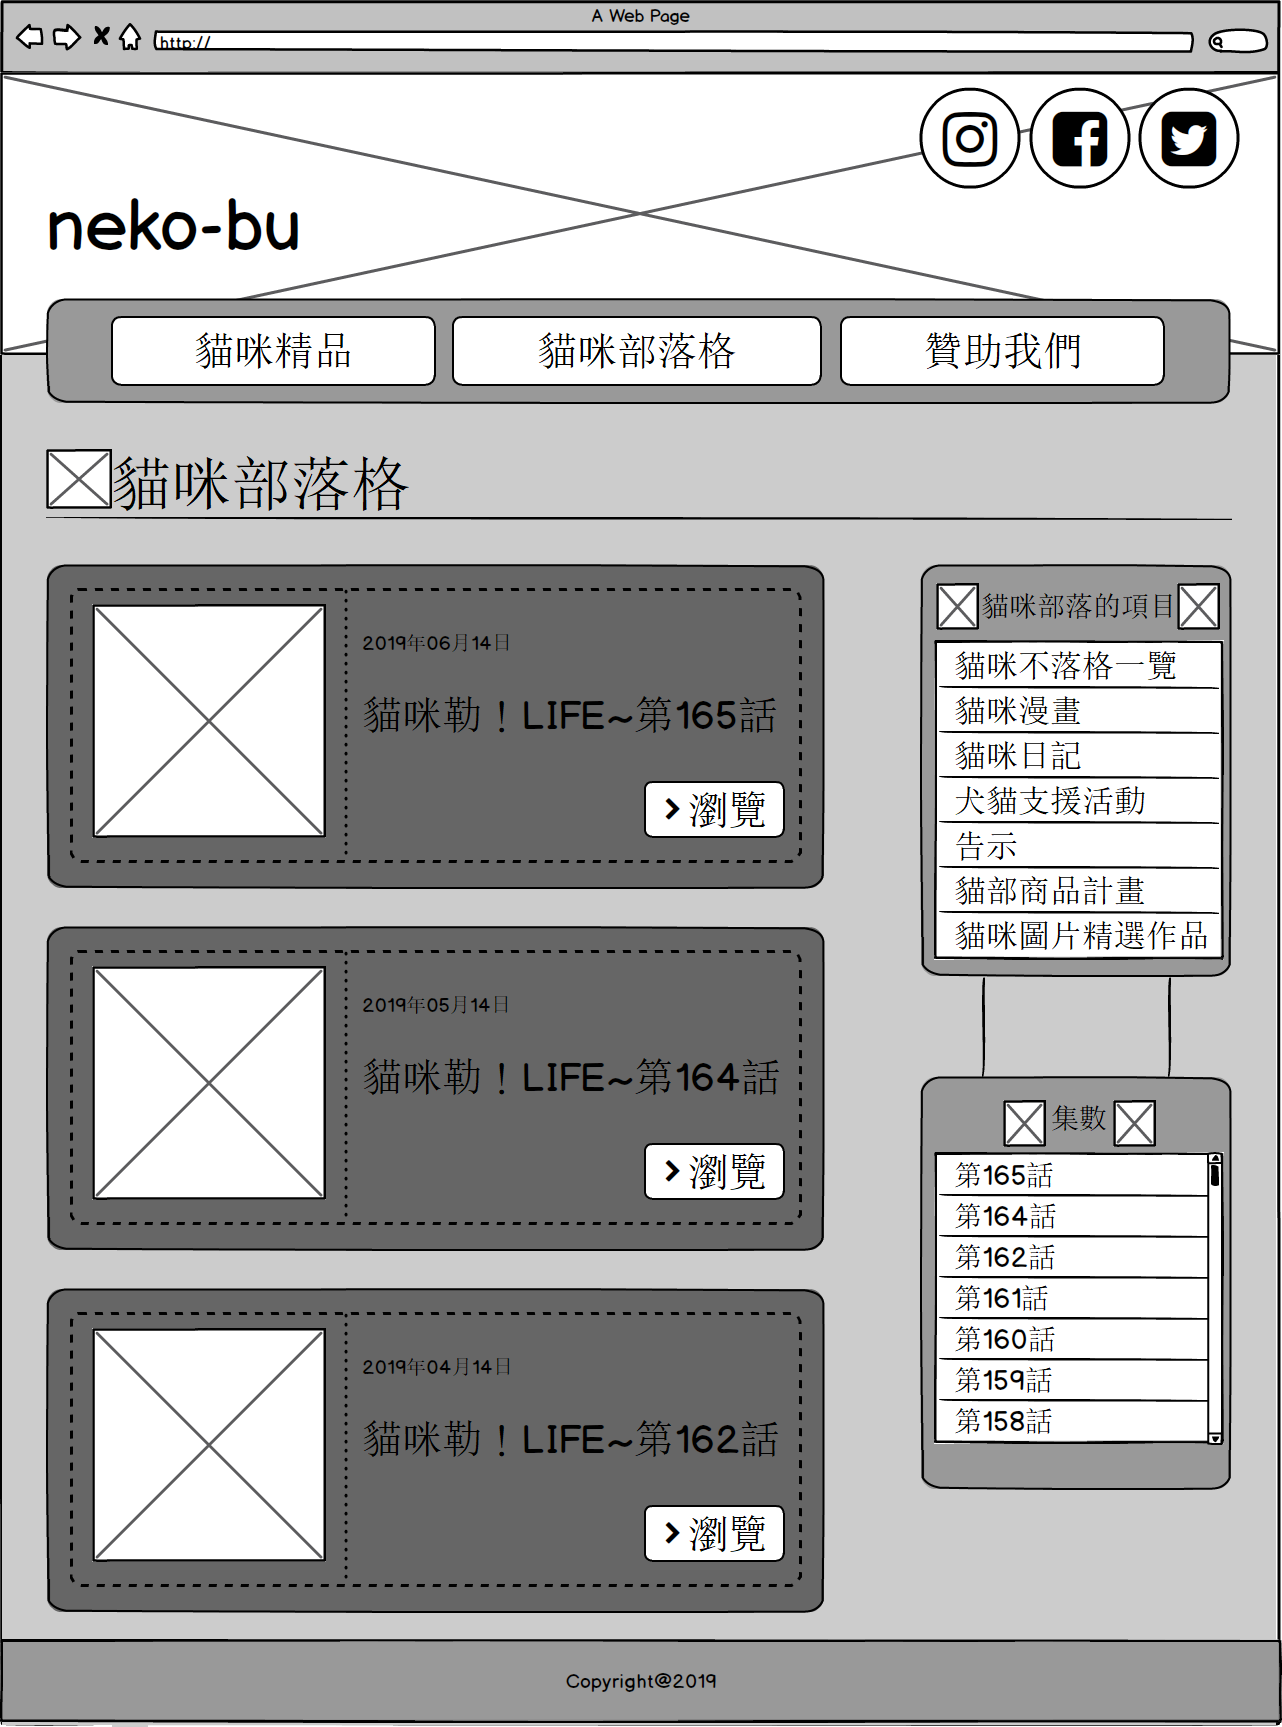 A Web Page
http://
neko-bu
貓咪精品
貓咪部落格
贊助我們
貓咪部落格
2019年06月14日
貓咪勒！LIFE~第165話
瀏覽
2019年05月14日
貓咪勒！LIFE~第164話
瀏覽
2019年04月14日
貓咪勒！LIFE~第162話
瀏覽
貓咪部落的項目
貓咪不落格一覽
貓咪漫畫
貓咪日記
犬貓支援活動
告示
貓部商品計畫
貓咪圖片精選作品
集數
第165話
第164話
第162話
第161話
第160話
第159話
第158話
Copyright@2019